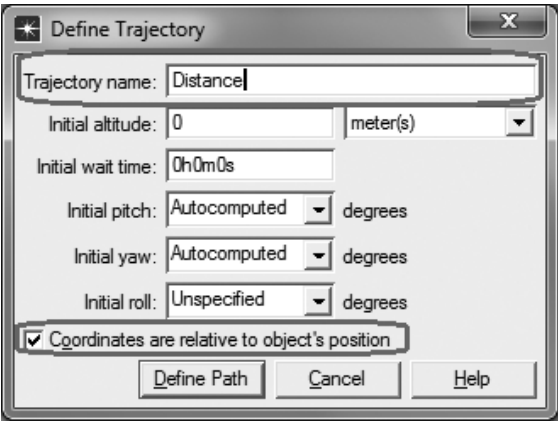 Define Trajectory
x
Trajectory name: Distance
Initial altitude: 0 meter(s)
Initial wait time: 0h0m0s
Initial pitch: Autocomputed degrees
Initial yaw: Autocomputed degrees
Initial roll: Unspecified degrees
Coordinates are relative to object's position
Define Path Cancel Help